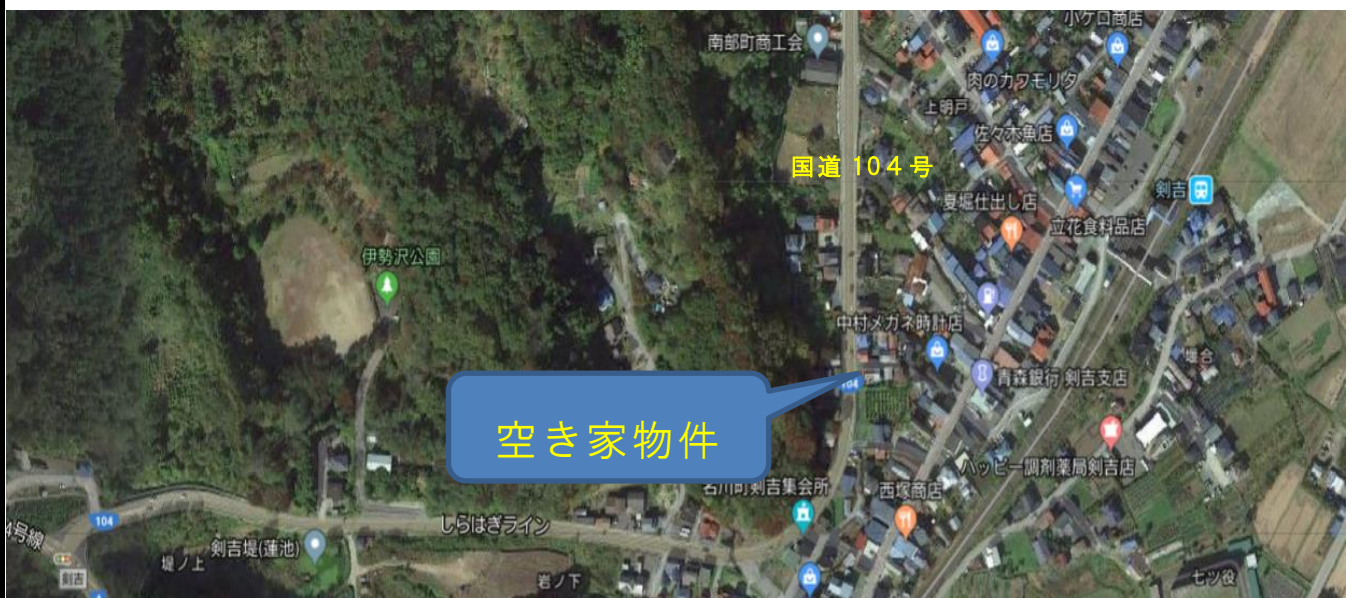 小ケロ商店
南部町商工会
肉のカワモリタ
上明戸
佐々木魚店
国道104号
剣吉
夏堀仕出し店
立花食料品店
伊勢沢公園
中村メガネ時計店
堰合
青森銀行 剣吉支店
104
空き家物件
ハッピー調剤薬局剣吉店
名川町剣吉集会所
西塚商店
104
しらはぎライン
4号線
剣吉堤(蓮池)
堤ノ上
剣吉
岩ノ下
七ツ役
4